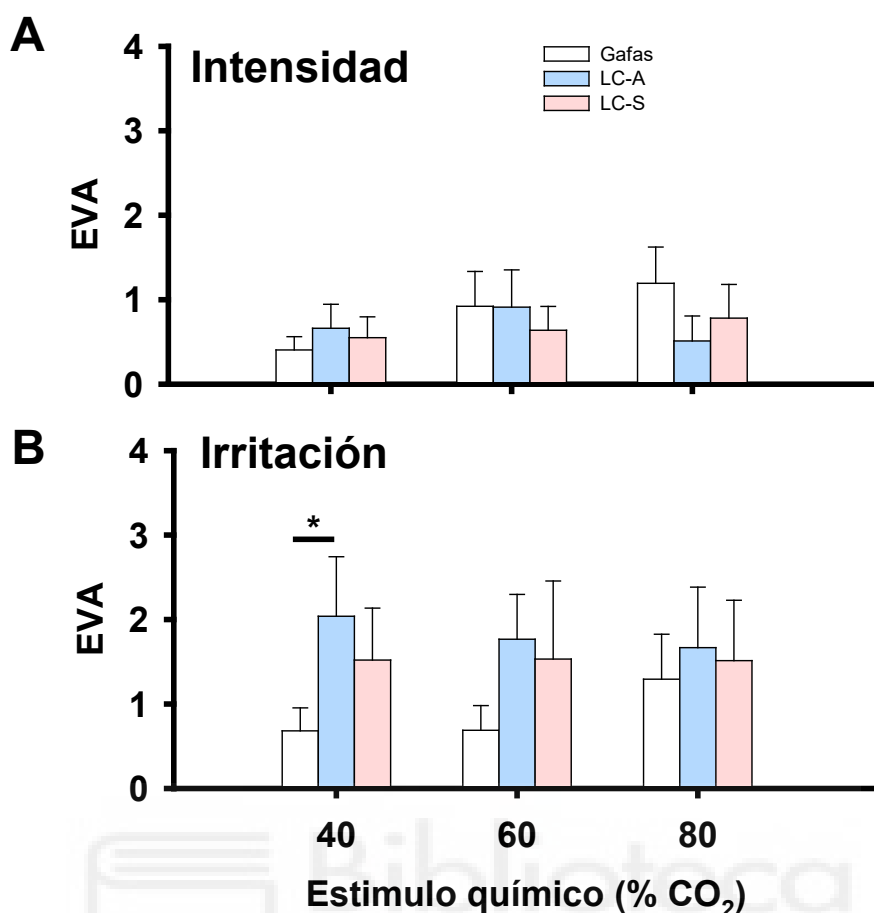 A
Intensidad
Gafas
LC-A
LC-S
EVA
4
3
2
1
0
B
Irritación
EVA
4
3
2
1
0
*
40 60 80
Estimulo químico (% CO₂)
Biblioteca